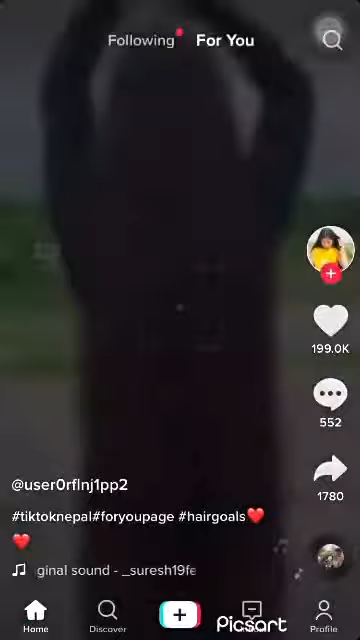 Following For You
199.0K
552
1780
@user0rflnj1pp2
#tiktoknepal#foryoupage #hairgoals❤️
❤️
ginal sound - _suresh19fe
Home Discover Profile
Picsart